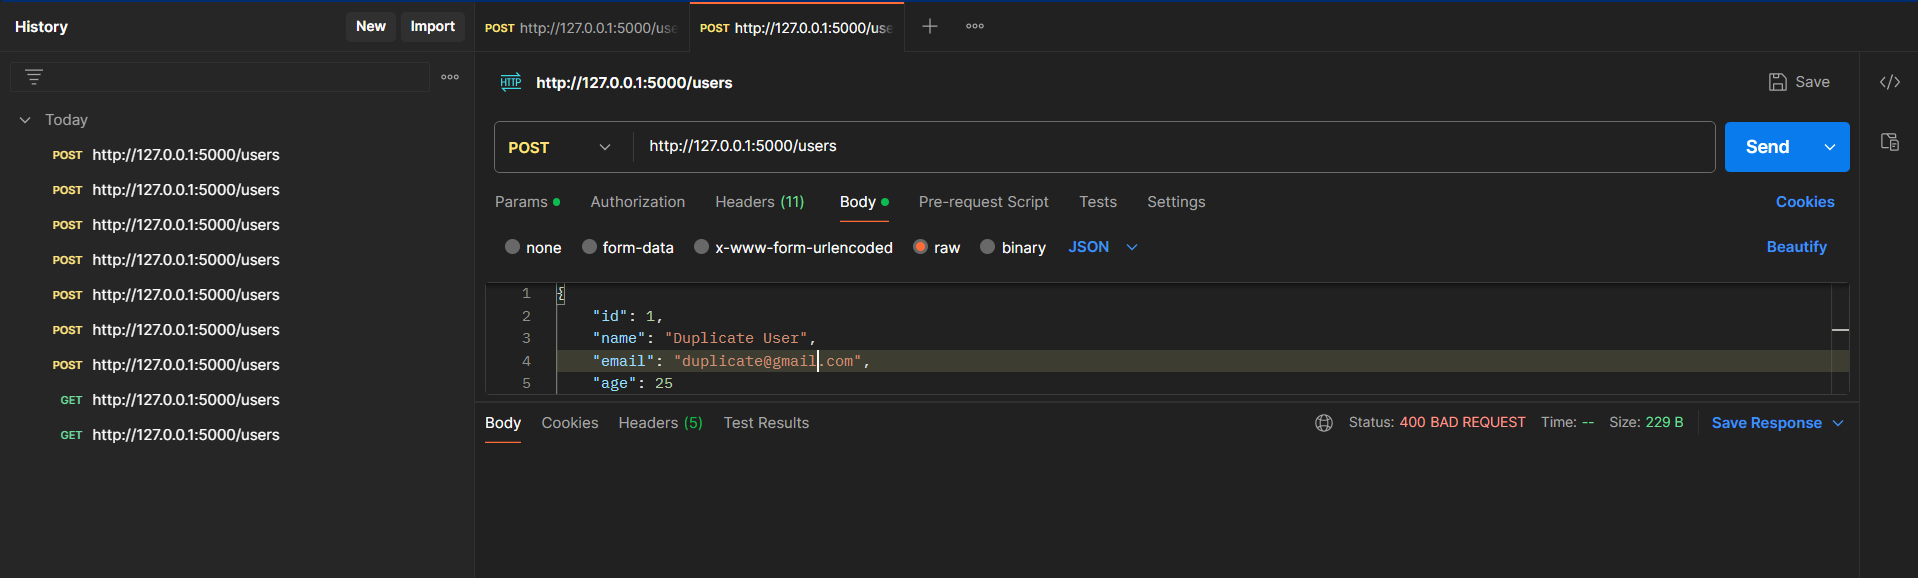 History
New
Import
POST http://127.0.0.1:5000/use
POST http://127.0.0.1:5000/use
http://127.0.0.1:5000/users
Save
Today
POST http://127.0.0.1:5000/users
POST http://127.0.0.1:5000/users
POST http://127.0.0.1:5000/users
POST http://127.0.0.1:5000/users
POST http://127.0.0.1:5000/users
POST http://127.0.0.1:5000/users
POST http://127.0.0.1:5000/users
GET http://127.0.0.1:5000/users
GET http://127.0.0.1:5000/users
HTTP
POST
http://127.0.0.1:5000/users
Send
Params Authorization Headers (11) Body Pre-request Script Tests Settings
Cookies
none form-data x-www-form-urlencoded raw binary JSON
Beautify
1 {
2 "id": 1,
3 "name": "Duplicate User",
4 "email": "duplicate@gmail.com",
5 "age": 25
Body Cookies Headers (5) Test Results
Status: 400 BAD REQUEST Time: -- Size: 229 B
Save Response